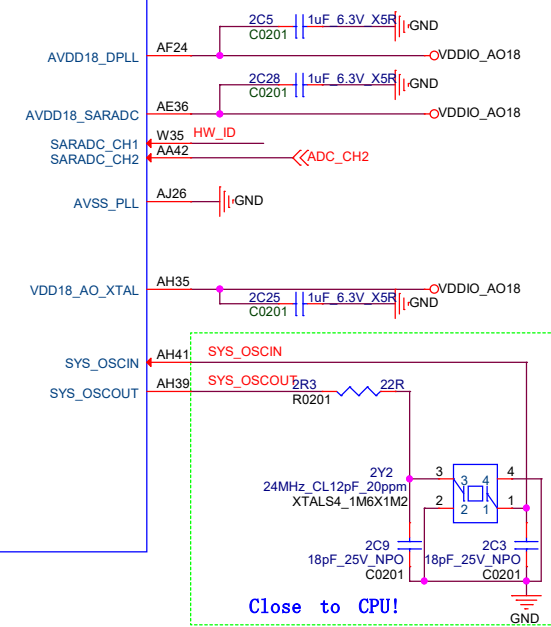 2C5 1uF_6.3V_X5R
AF24 C0201 GND
AVDD18_DPLL VDDIO_AO18
2C28 1uF_6.3V_X5R
AE36 C0201 GND
AVDD18_SARADC VDDIO_AO18
W35 HW_ID
SARADC_CH1
AA42
SARADC_CH2 ADC_CH2
AJ26
AVSS_PLL GND
AH35
VDD18_AO_XTAL VDDIO_AO18
2C25 1uF_6.3V_X5R
C0201 GND
AH41 SYS_OSCIN
SYS_OSCIN
AH39 SYS_OSCOUT 2R3 22R
SYS_OSCOUT R0201
2Y2 3 3 4 4
24MHz_CL12pF_20ppm
XTALS4_1M6X1M2 2 2 1 1
2C9 2C3
18pF_25V_NPO 18pF_25V_NPO
C0201 C0201
Close to CPU!
GND